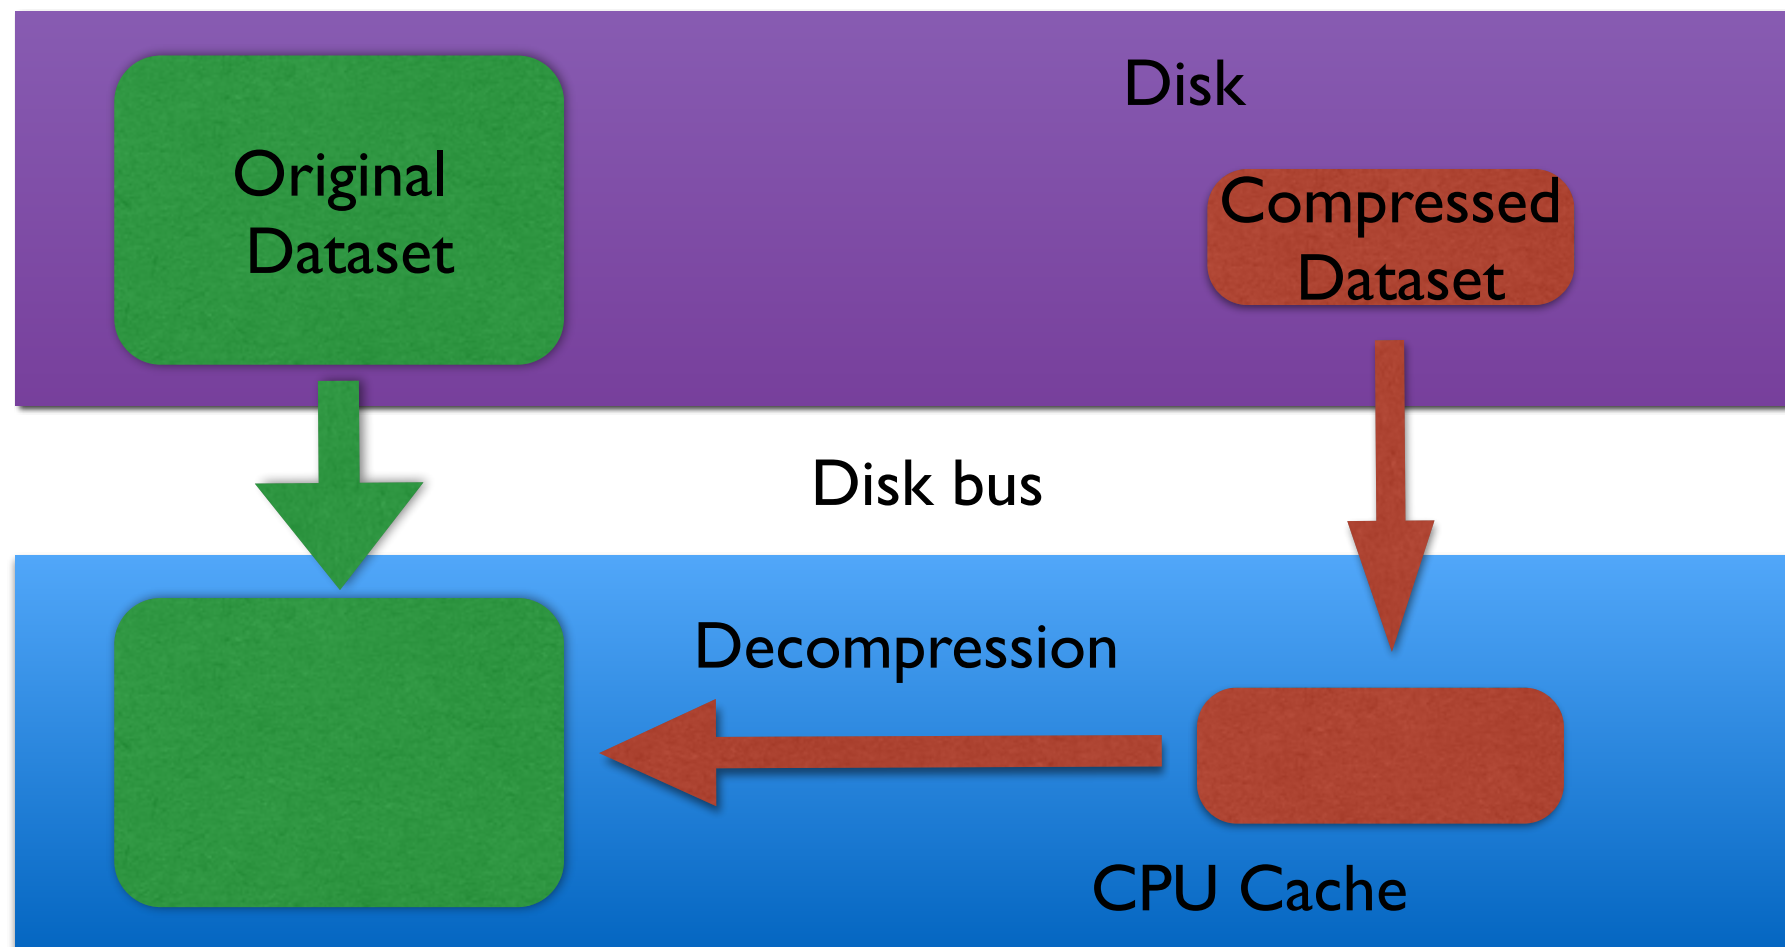 Disk
Original
Dataset
Compressed
Dataset
Disk bus
Decompression
CPU Cache